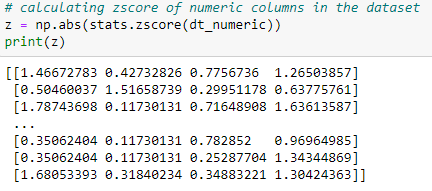 # calculating zscore of numeric columns in the dataset
z = np.abs(stats.zscore(dt_numeric))
print(z)
[[1.46672783 0.42732826 0.7756736  1.26503857]
 [0.50460037 1.51658739 0.29951178 0.63775761]
 [1.78743698 0.11730131 0.71648908 1.63613587]
 ...
 [0.35062404 0.11730131 0.782852   0.96964985]
 [0.35062404 0.11730131 0.25287704 1.34344869]
 [1.68053393 0.31840234 0.34883221 1.30424363]]